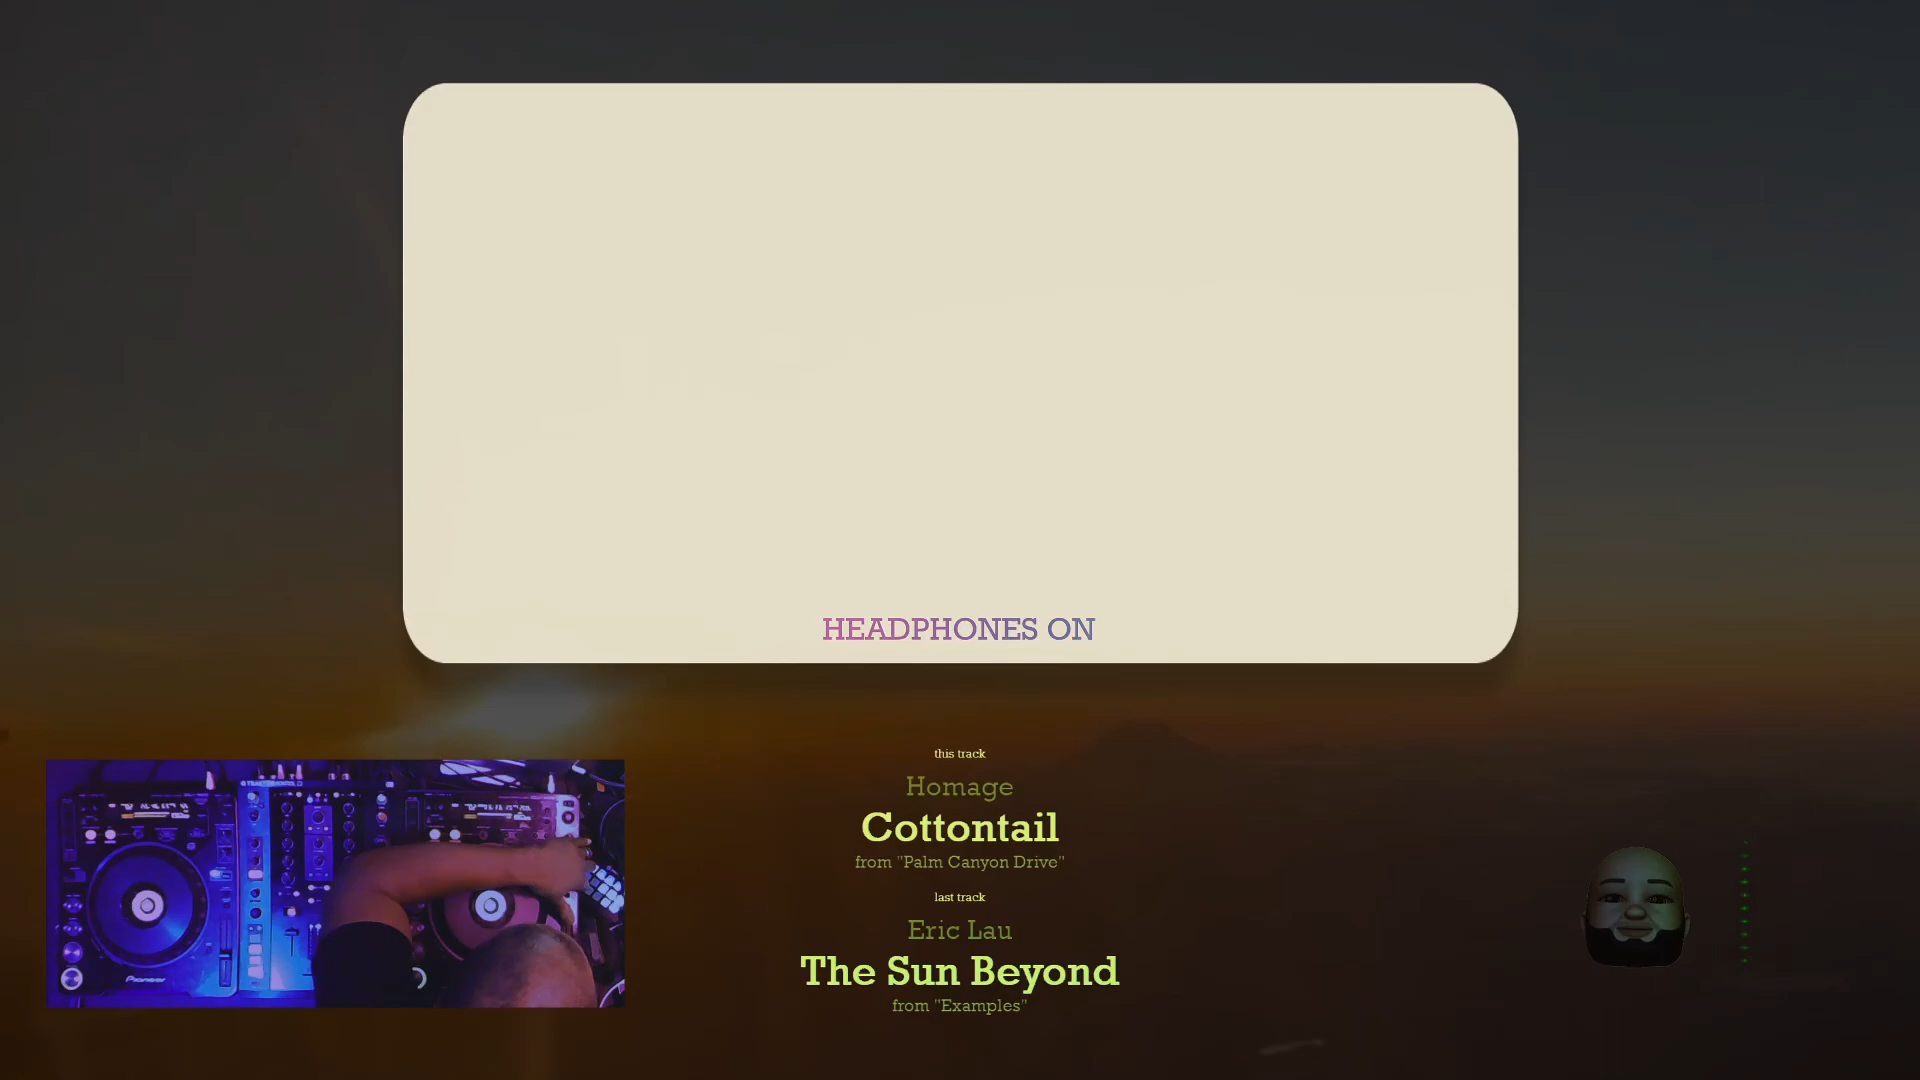 HEADPHONES ON
this track
Homage
Cottontail
from "Palm Canyon Drive"
last track
Eric Lau
The Sun Beyond
from "Examples"
Pioneer